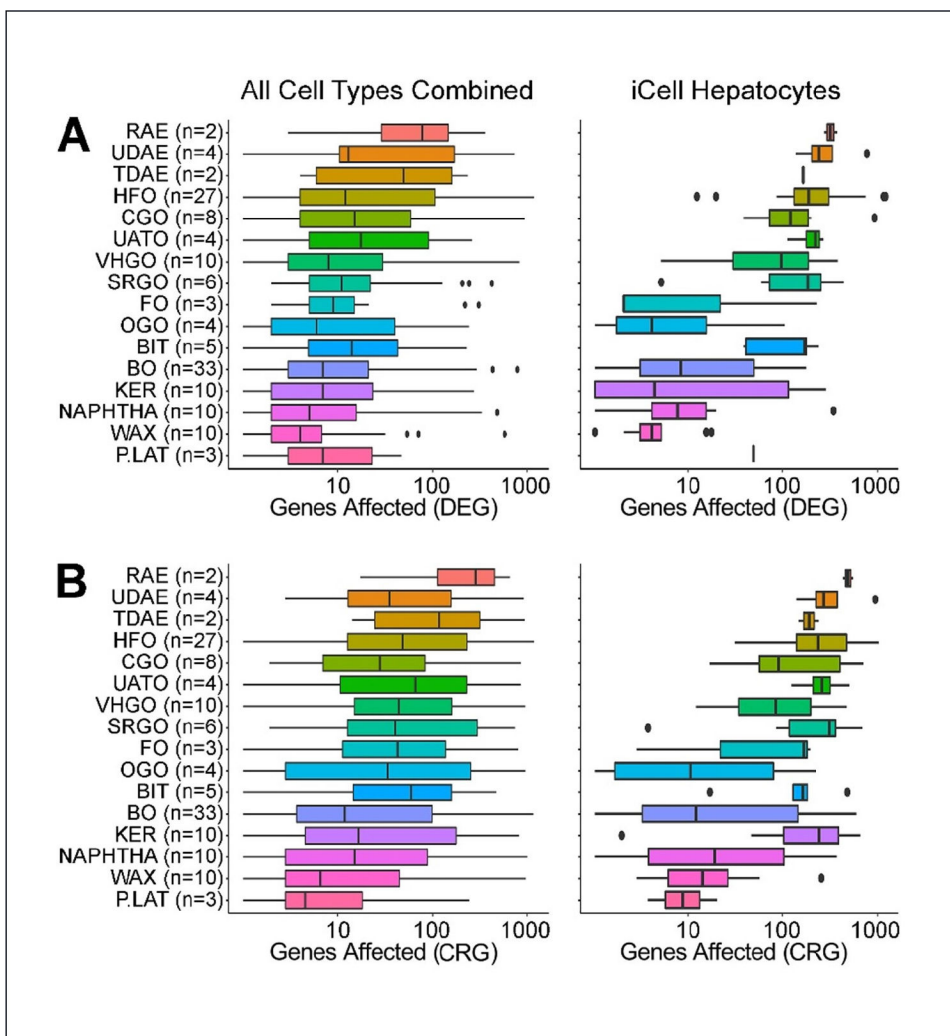 All Cell Types Combined iCell Hepatocytes
A
RAE (n=2)
UDAE (n=4)
TDAE (n=2)
HFO (n=27)
CGO (n=8)
UATO (n=4)
VHGO (n=10)
SRGO (n=6)
FO (n=3)
OGO (n=4)
BIT (n=5)
BO (n=33)
KER (n=10)
NAPHTHA (n=10)
WAX (n=10)
P.LAT (n=3)
10 100 1000 10 100 1000
Genes Affected (DEG) Genes Affected (DEG)
B
RAE (n=2)
UDAE (n=4)
TDAE (n=2)
HFO (n=27)
CGO (n=8)
UATO (n=4)
VHGO (n=10)
SRGO (n=6)
FO (n=3)
OGO (n=4)
BIT (n=5)
BO (n=33)
KER (n=10)
NAPHTHA (n=10)
WAX (n=10)
P.LAT (n=3)
10 100 1000 10 100 1000
Genes Affected (CRG) Genes Affected (CRG)